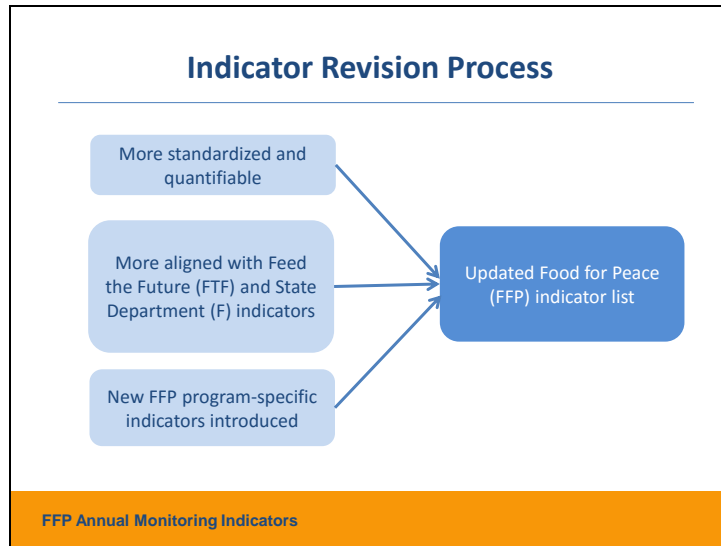 Indicator Revision Process
More standardized and
quantifiable
More aligned with Feed
the Future (FTF) and State
Department (F) indicators
New FFP program-specific
indicators introduced
Updated Food for Peace
(FFP) indicator list
FFP Annual Monitoring Indicators